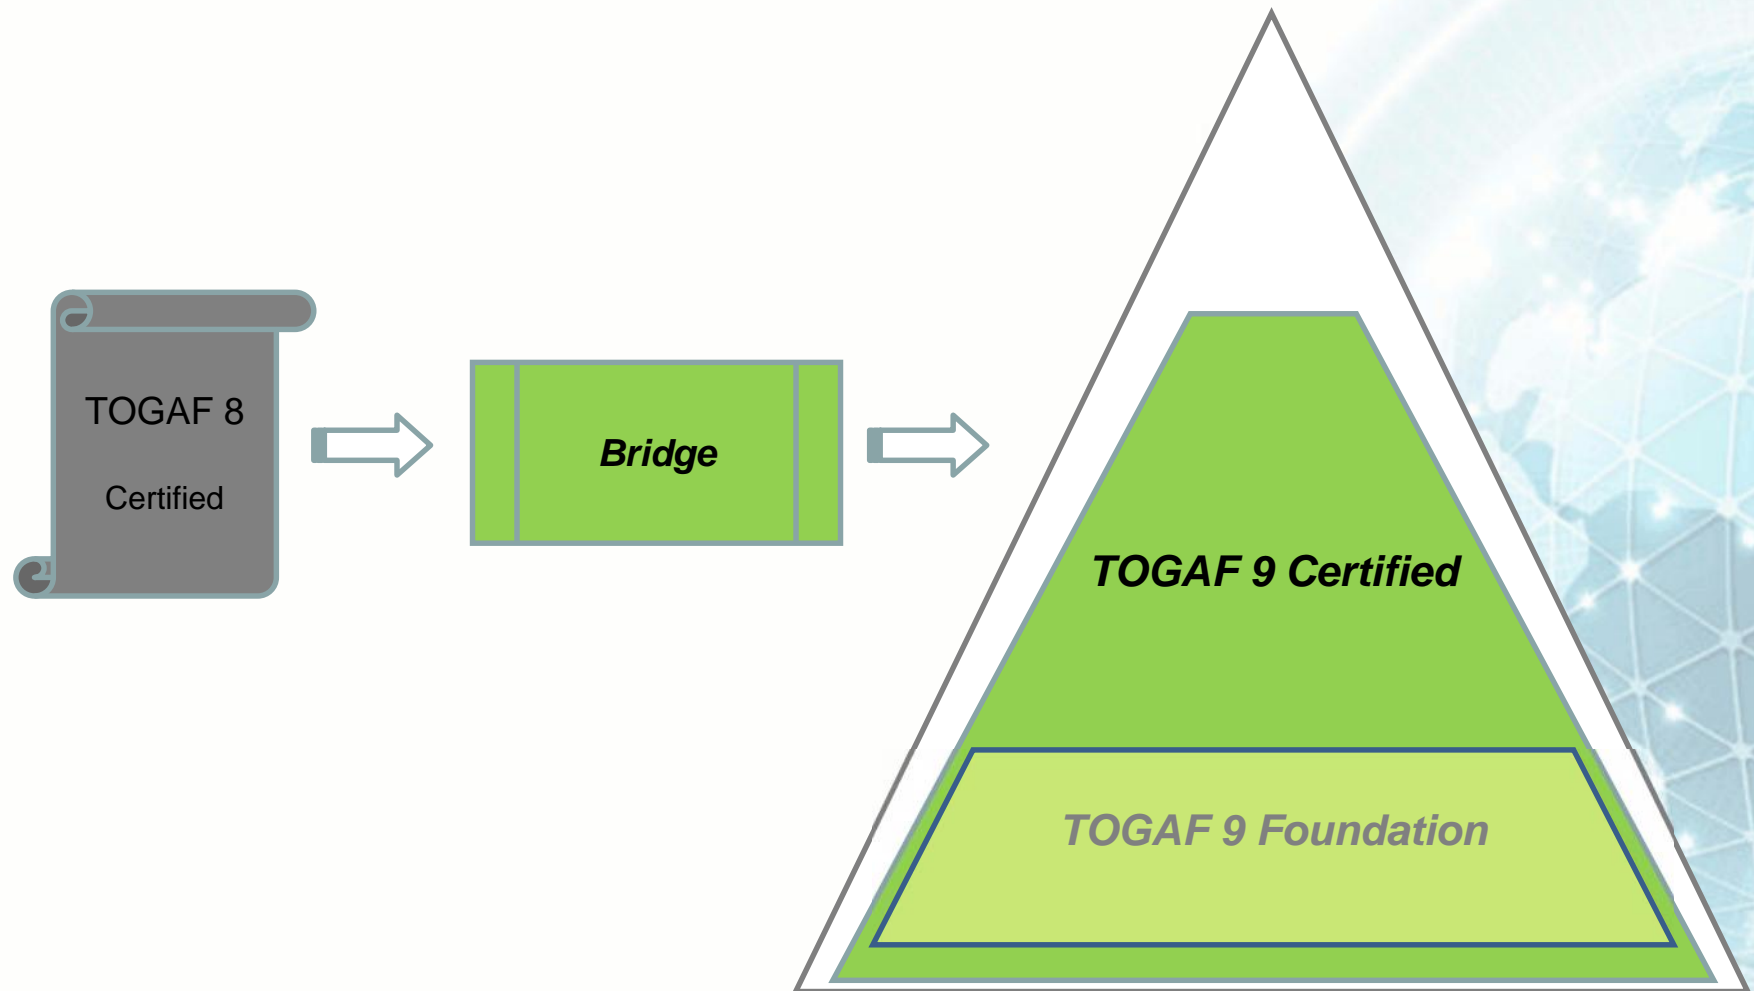 TOGAF 8
Certified
Bridge
TOGAF 9 Certified
TOGAF 9 Foundation